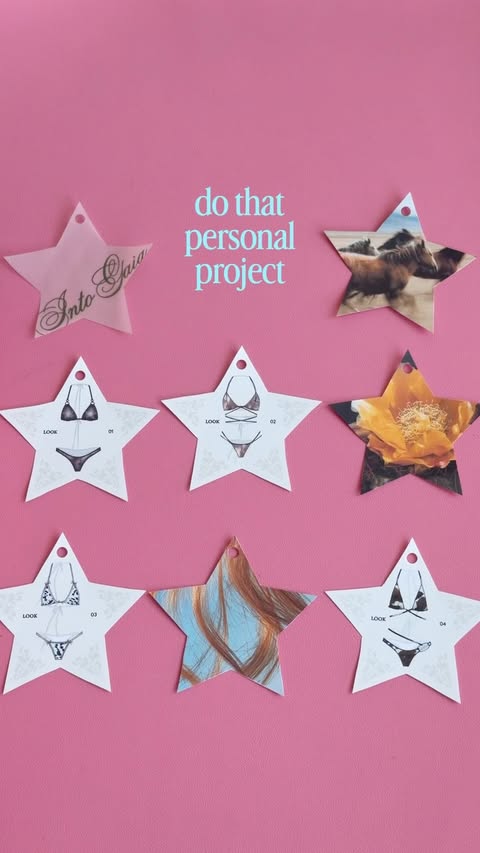 do that
personal
project
Into Gaia
LOOK 01
LOOK 02
LOOK 03
LOOK 04